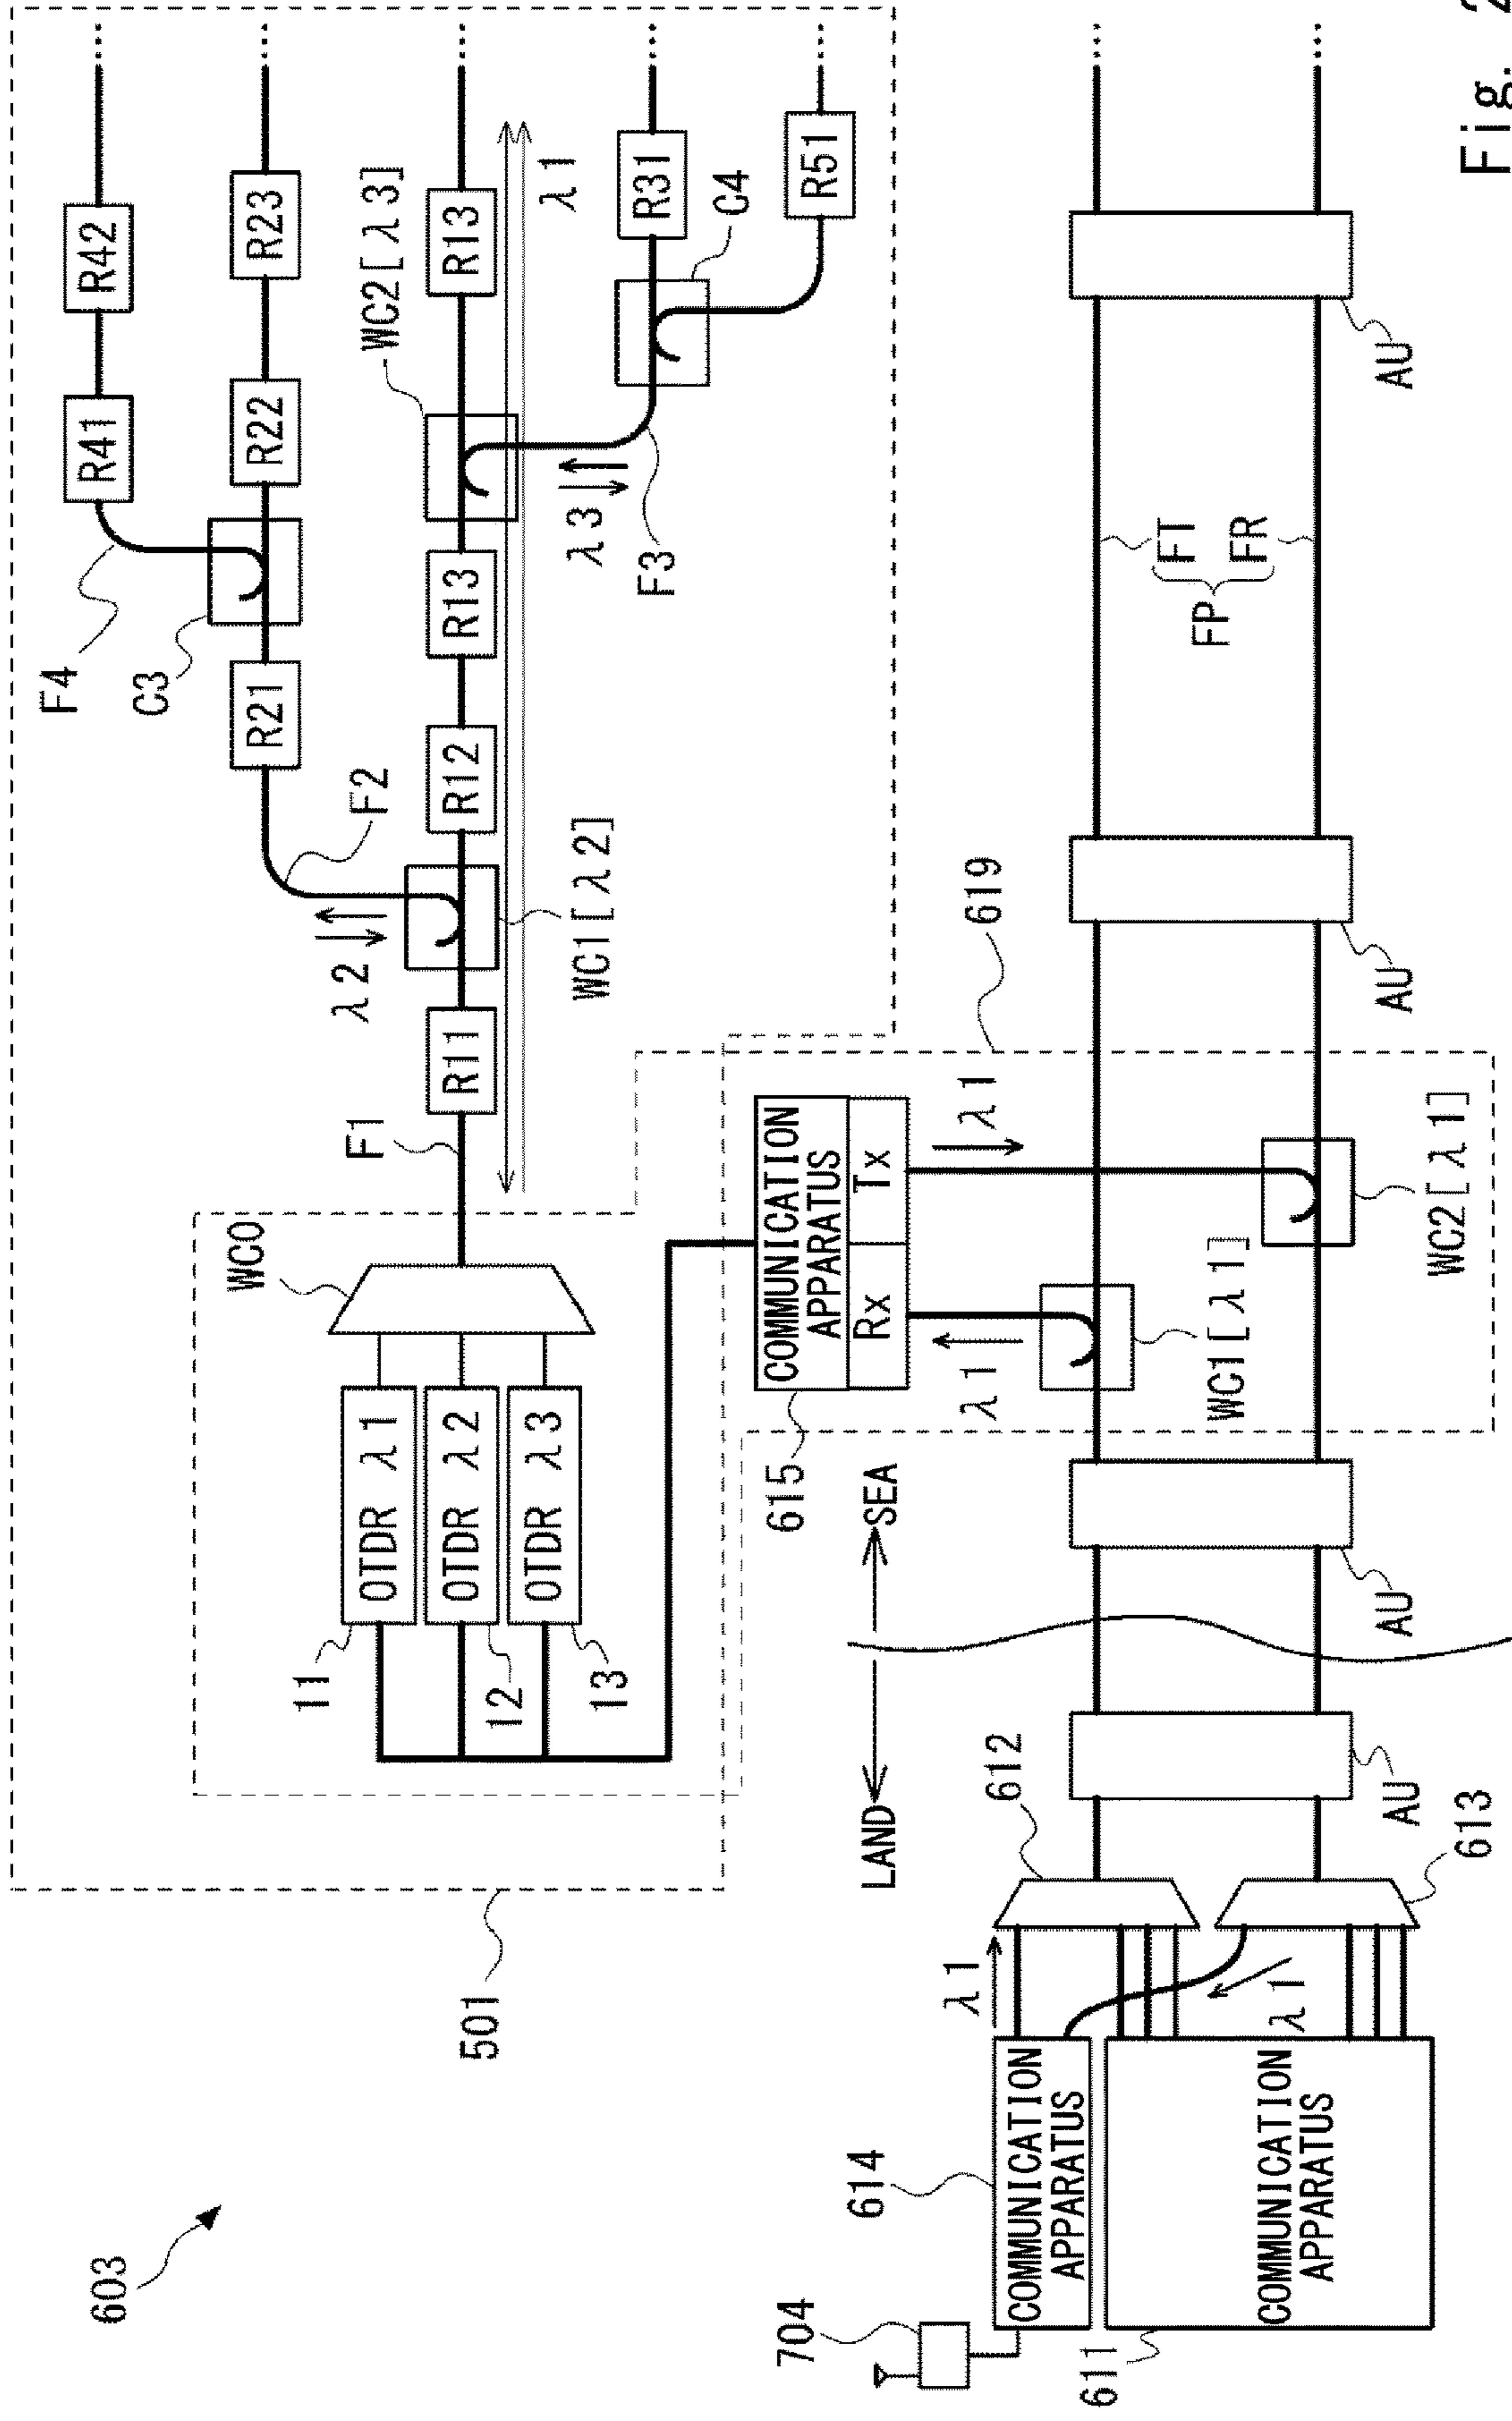 603
501
F4
R41
R42
C3
R21
R22
R23
F2
λ2
WC1[λ2]
WC0
F1
R11
R12
R13
WC2[λ3]
R13
λ1
λ3
F3
R31
C4
R51
11
OTDR λ1
12
OTDR λ2
13
OTDR λ3
615
COMMUNICATION
APPARATUS
Rx
Tx
λ1
λ1
619
LAND
SEA
WC1[λ1]
WC2[λ1]
704
614
COMMUNICATION
APPARATUS
611
COMMUNICATION
APPARATUS
λ1
λ1
612
613
AU
AU
AU
AU
FP
FT
FR
Fig. 2